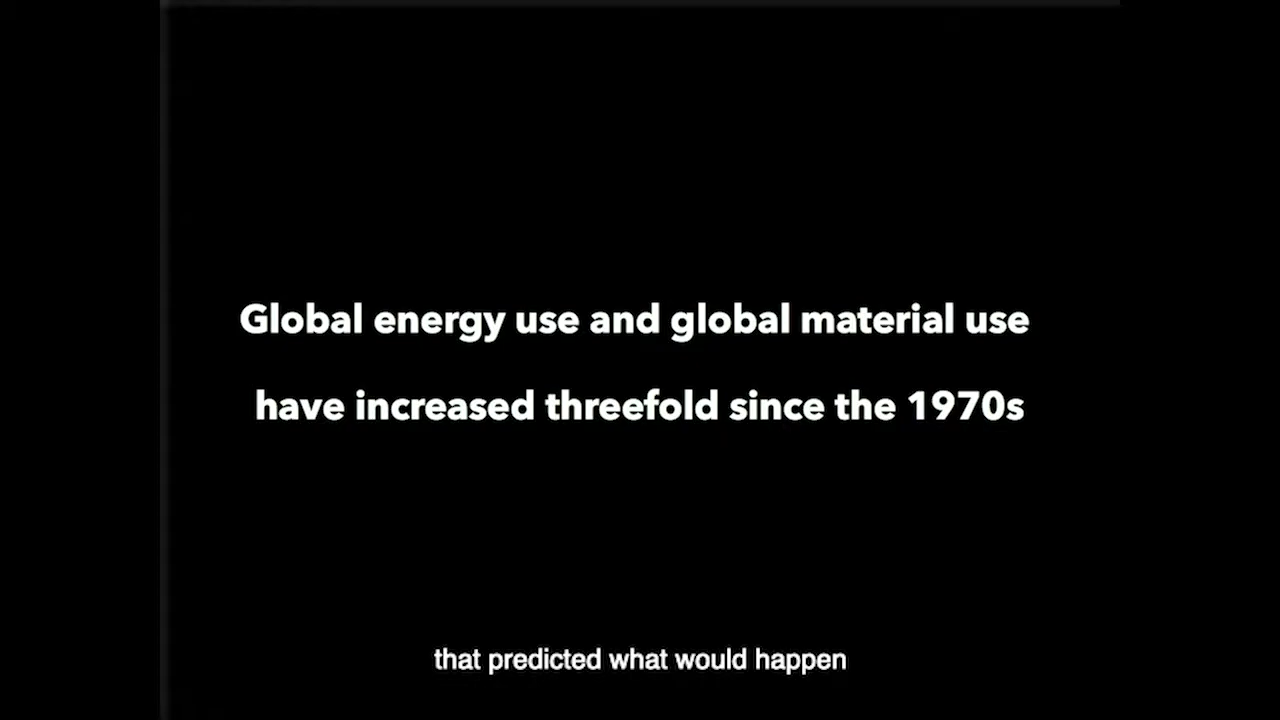 Global energy use and global material use
have increased threefold since the 1970s
that predicted what would happen